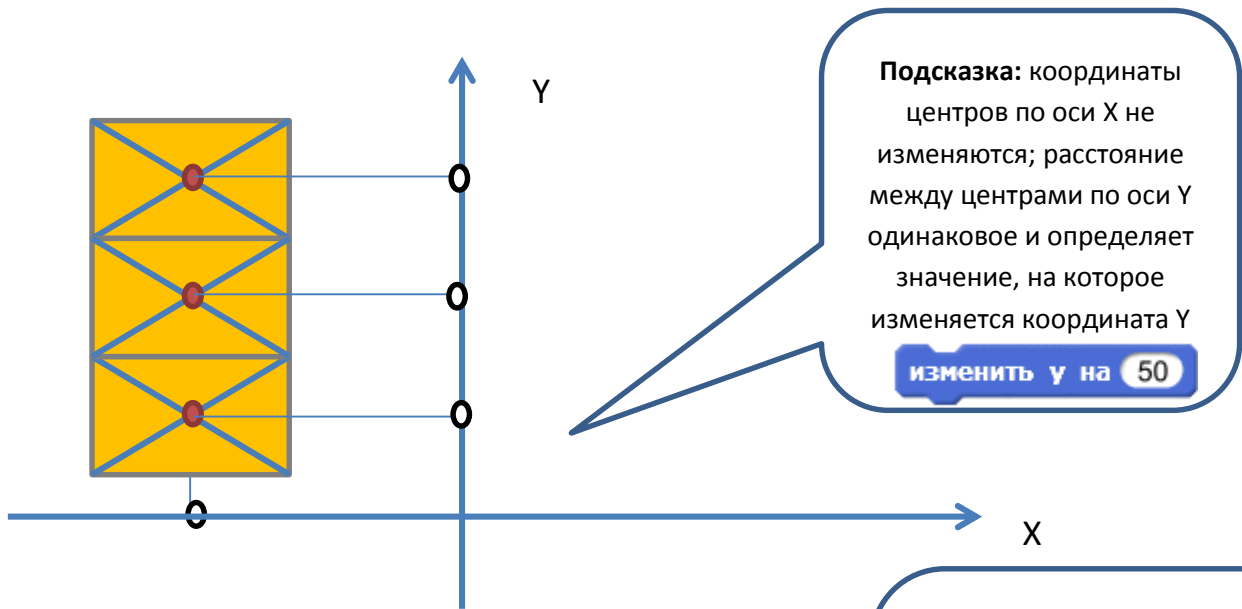 Y
Подсказка: координаты
центров по оси X не
изменяются; расстояние
между центрами по оси Y
одинаковое и определяет
значение, на которое
изменяется координата Y
изменить y на 50
X